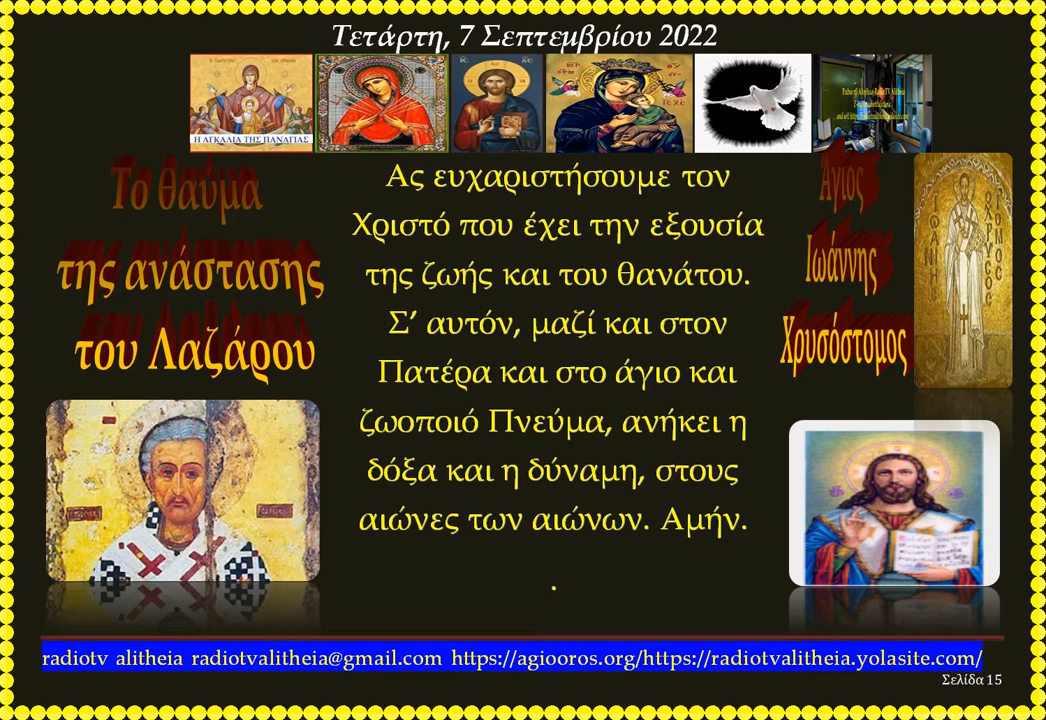 Τετάρτη, 7 Σεπτεμβρίου 2022
Η ΑΓΚΑΛΙΑ ΤΗΣ ΠΑΝΑΓΙΑΣ
Το θαύμα
της ανάστασης
του Λαζάρου
Ας ευχαριστήσουμε τον
Χριστό που έχει την εξουσία
της ζωής και του θανάτου.
Σ’ αυτόν, μαζί και στον
Πατέρα και στο άγιο και
ζωοποιό Πνεύμα, ανήκει η
δόξα και η δύναμη, στους
αιώνες των αιώνων. Αμήν.
.
Άγιος
Ιωάννης
Χρυσόστομος
radiotv alitheia radiotvalitheia@gmail.com https://agiooros.org/https://radiotvalitheia.yolasite.com/
Σελίδα 15